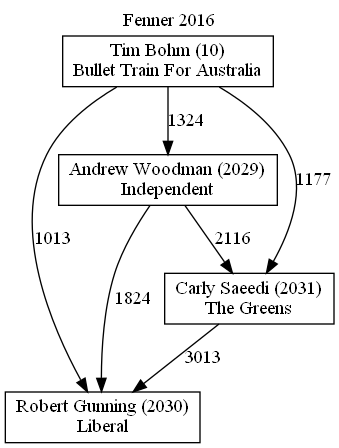 Fenner 2016
Tim Bohm (10)
Bullet Train For Australia
1324
Andrew Woodman (2029)
Independent
1177
1013
2116
1824
Carly Saeedi (2031)
The Greens
3013
Robert Gunning (2030)
Liberal